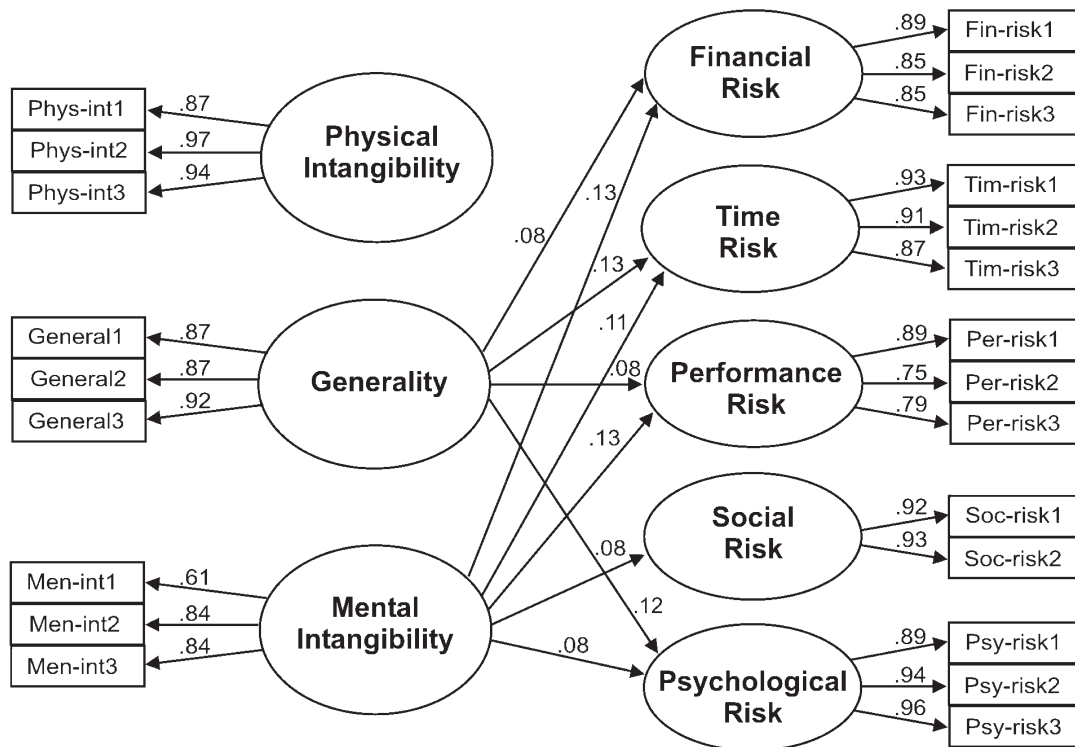 Phys-int1
Phys-int2
Phys-int3
.87
.97
.94
Physical
Intangibility
General1
General2
General3
.87
.87
.92
Generality
Men-int1
Men-int2
Men-int3
.61
.84
.84
Mental
Intangibility
.08
.13
.13
.11
.08
.13
.08
.12
.08
Financial
Risk
.89
.85
.85
Fin-risk1
Fin-risk2
Fin-risk3
Time
Risk
.93
.91
.87
Tim-risk1
Tim-risk2
Tim-risk3
Performance
Risk
.89
.75
.79
Per-risk1
Per-risk2
Per-risk3
Social
Risk
.92
.93
Soc-risk1
Soc-risk2
Psychological
Risk
.89
.94
.96
Psy-risk1
Psy-risk2
Psy-risk3